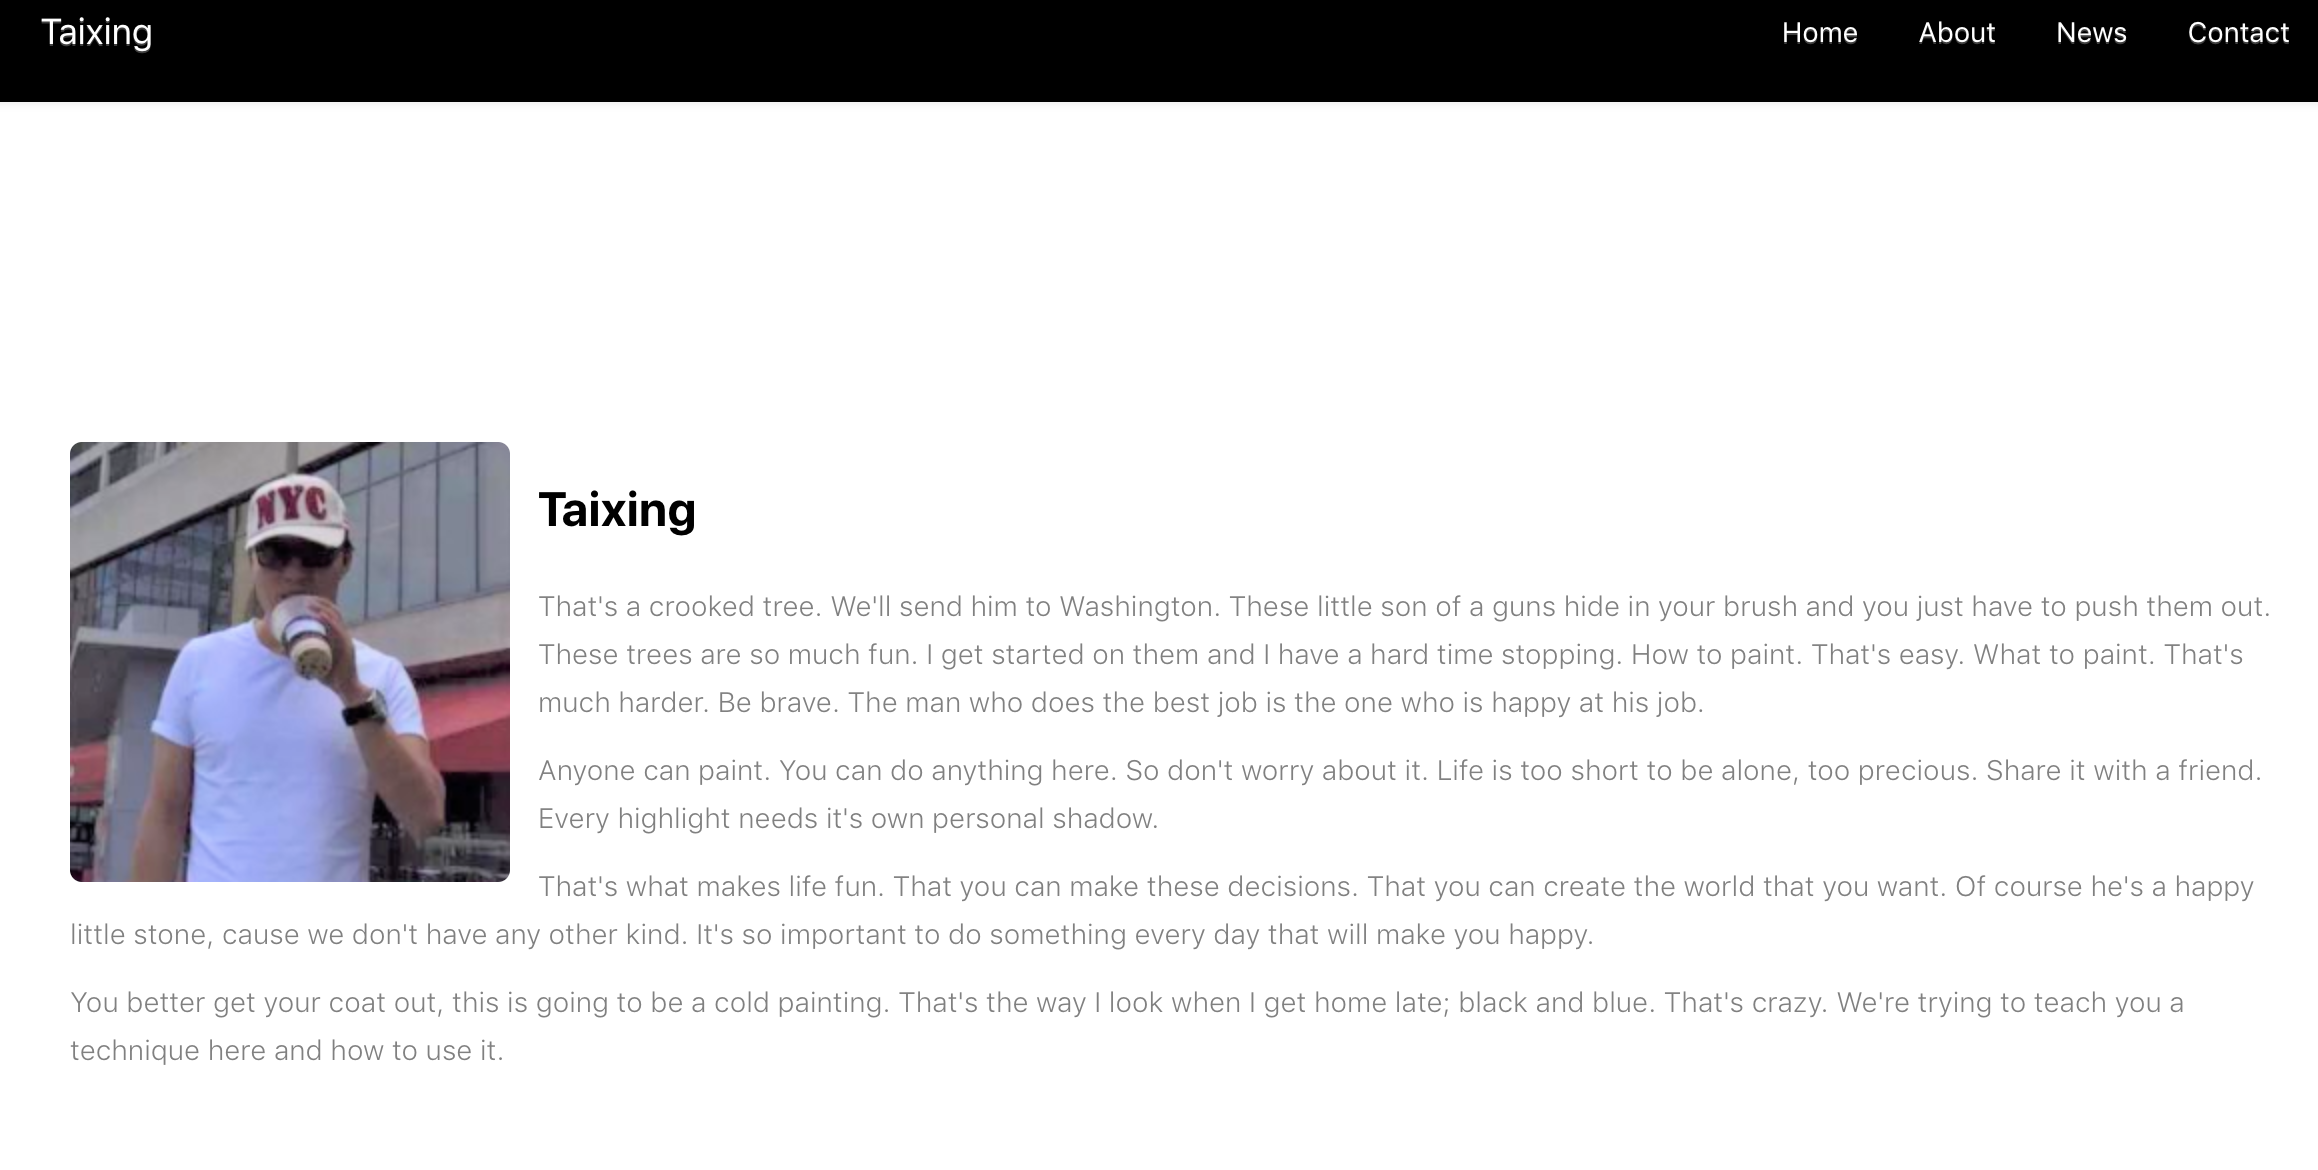 Taixing
Home About News Contact
NYC
Taixing
That's a crooked tree. We'll send him to Washington. These little son of a guns hide in your brush and you just have to push them out.
These trees are so much fun. I get started on them and I have a hard time stopping. How to paint. That's easy. What to paint. That's
much harder. Be brave. The man who does the best job is the one who is happy at his job.
Anyone can paint. You can do anything here. So don't worry about it. Life is too short to be alone, too precious. Share it with a friend.
Every highlight needs it's own personal shadow.
That's what makes life fun. That you can make these decisions. That you can create the world that you want. Of course he's a happy
little stone, cause we don't have any other kind. It's so important to do something every day that will make you happy.
You better get your coat out, this is going to be a cold painting. That's the way I look when I get home late; black and blue. That's crazy. We're trying to teach you a
technique here and how to use it.